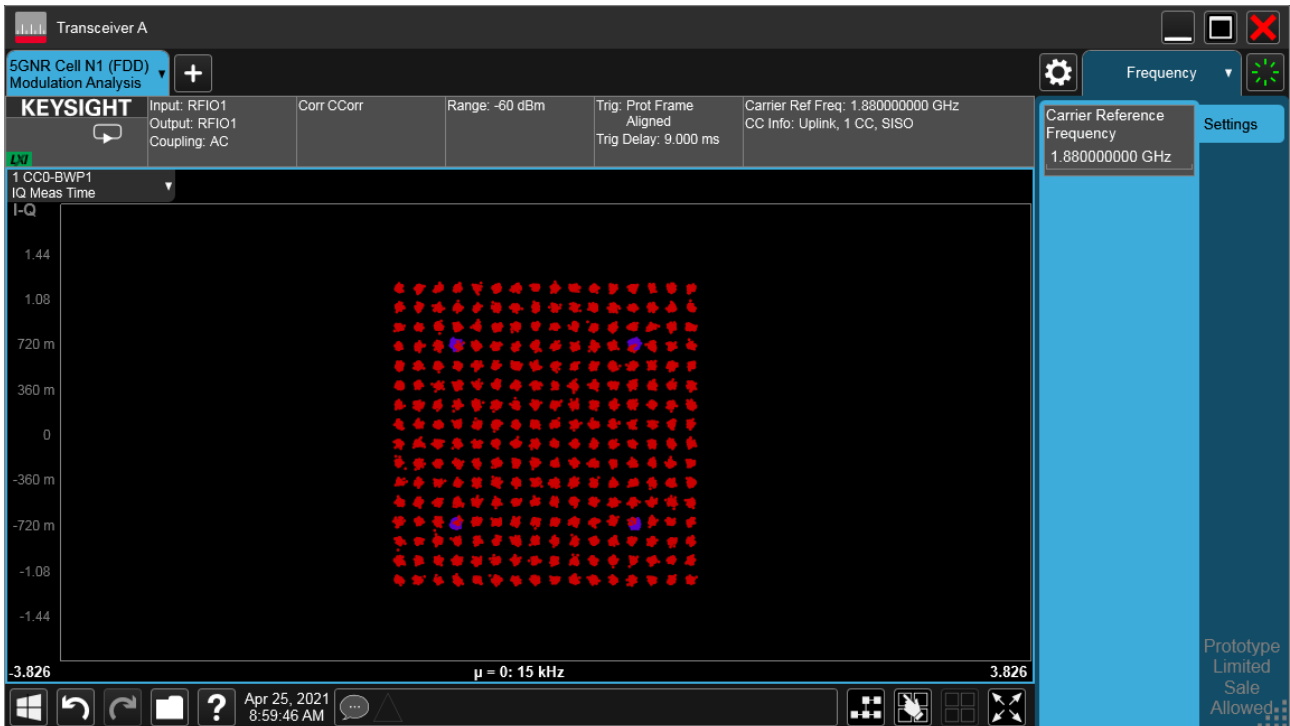 Transceiver A
5GNR Cell N1 (FDD)
Modulation Analysis
+
Frequency
KEYSIGHT
LXI
Input: RFIO1
Output: RFIO1
Coupling: AC
Corr CCorr
Range: -60 dBm
Trig: Prot Frame
Aligned
Trig Delay: 9.000 ms
Carrier Ref Freq: 1.880000000 GHz
CC Info: Uplink, 1 CC, SISO
Carrier Reference
Frequency
1.880000000 GHz
Settings
1 CC0-BWP1
IQ Meas Time
I-Q
1.44
1.08
720 m
360 m
0
-360 m
-720 m
-1.08
-1.44
-3.826
µ = 0: 15 kHz
3.826
?
Apr 25, 2021
8:59:46 AM
Prototype
Limited
Sale
Allowed